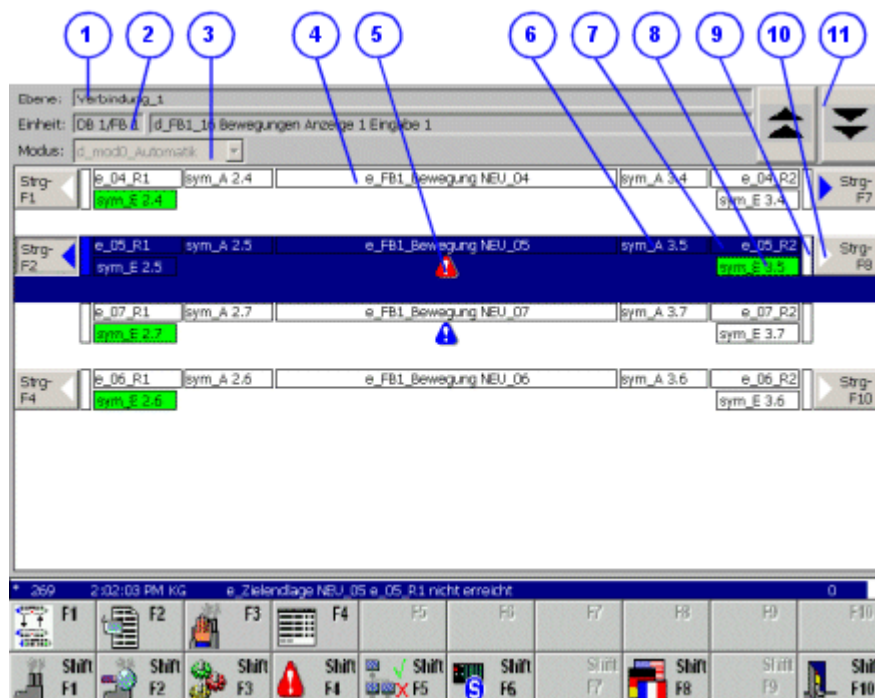 1 2 3 4 5 6 7 8 9 10 11
Ebene: Verbindung_1
Einheit: DB 1/FB 1 d_FB1_16 Bewegungen Anzeige 1 Eingabe 1
Modus: d_mod0_Automatik
Strg-F1 e_04_R1 sym_A 2.4 e_FB1_Bewegung NEU_04 sym_A 3.4 e_04_R2 Strg-F7
sym_E 2.4 sym_E 3.4
Strg-F2 e_05_R1 sym_A 2.5 e_FB1_Bewegung NEU_05 sym_A 3.5 e_05_R2 Strg-F8
sym_E 2.5 sym_E 3.5
e_07_R1 sym_A 2.7 e_FB1_Bewegung NEU_07 sym_A 3.7 e_07_R2
sym_E 2.7 sym_E 3.7
Strg-F4 e_06_R1 sym_A 2.6 e_FB1_Bewegung NEU_06 sym_A 3.6 e_06_R2 Strg-F10
sym_E 2.6 sym_E 3.6
* 269 2:02:03 PM KG e_Zielendlage NEU_05 e_05_R1 nicht erreicht 0
F1 F2 F3 F4 F5 F6 F7 F8 F9 F10
Shift F1 Shift F2 Shift F3 Shift F4 Shift F5 S Shift F6 Shift F7 Shift F8 Shift F9 Shift F10